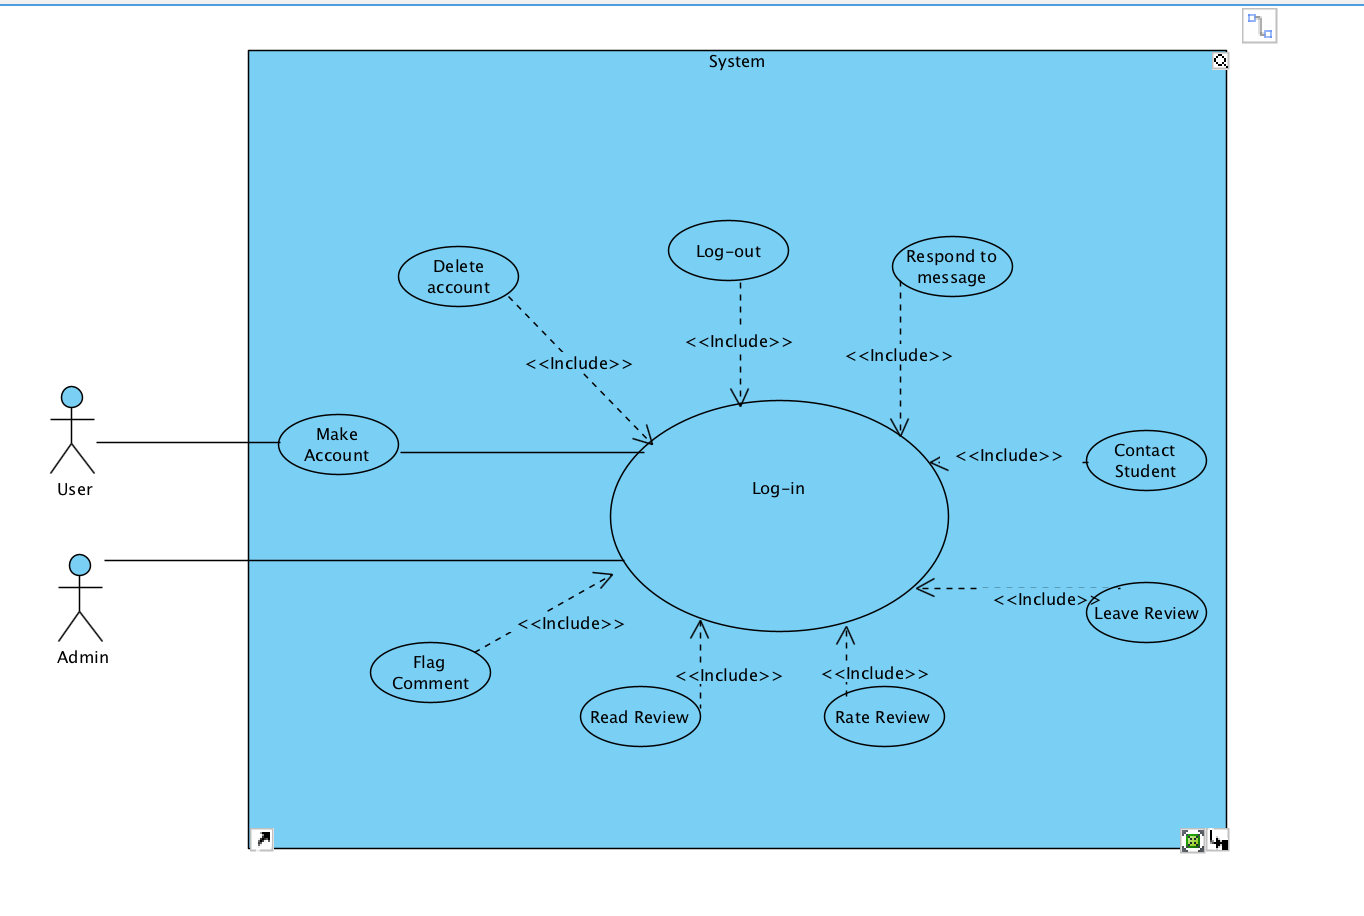 System
Log-out
Respond to
message
Delete
account
<<Include>>
<<Include>>
<<Include>>
Make
Account
Contact
Student
<<Include>>
User
Log-in
<<Include>>
Leave Review
<<Include>>
Admin
Flag
Comment
<<Include>>
<<Include>>
Read Review
Rate Review